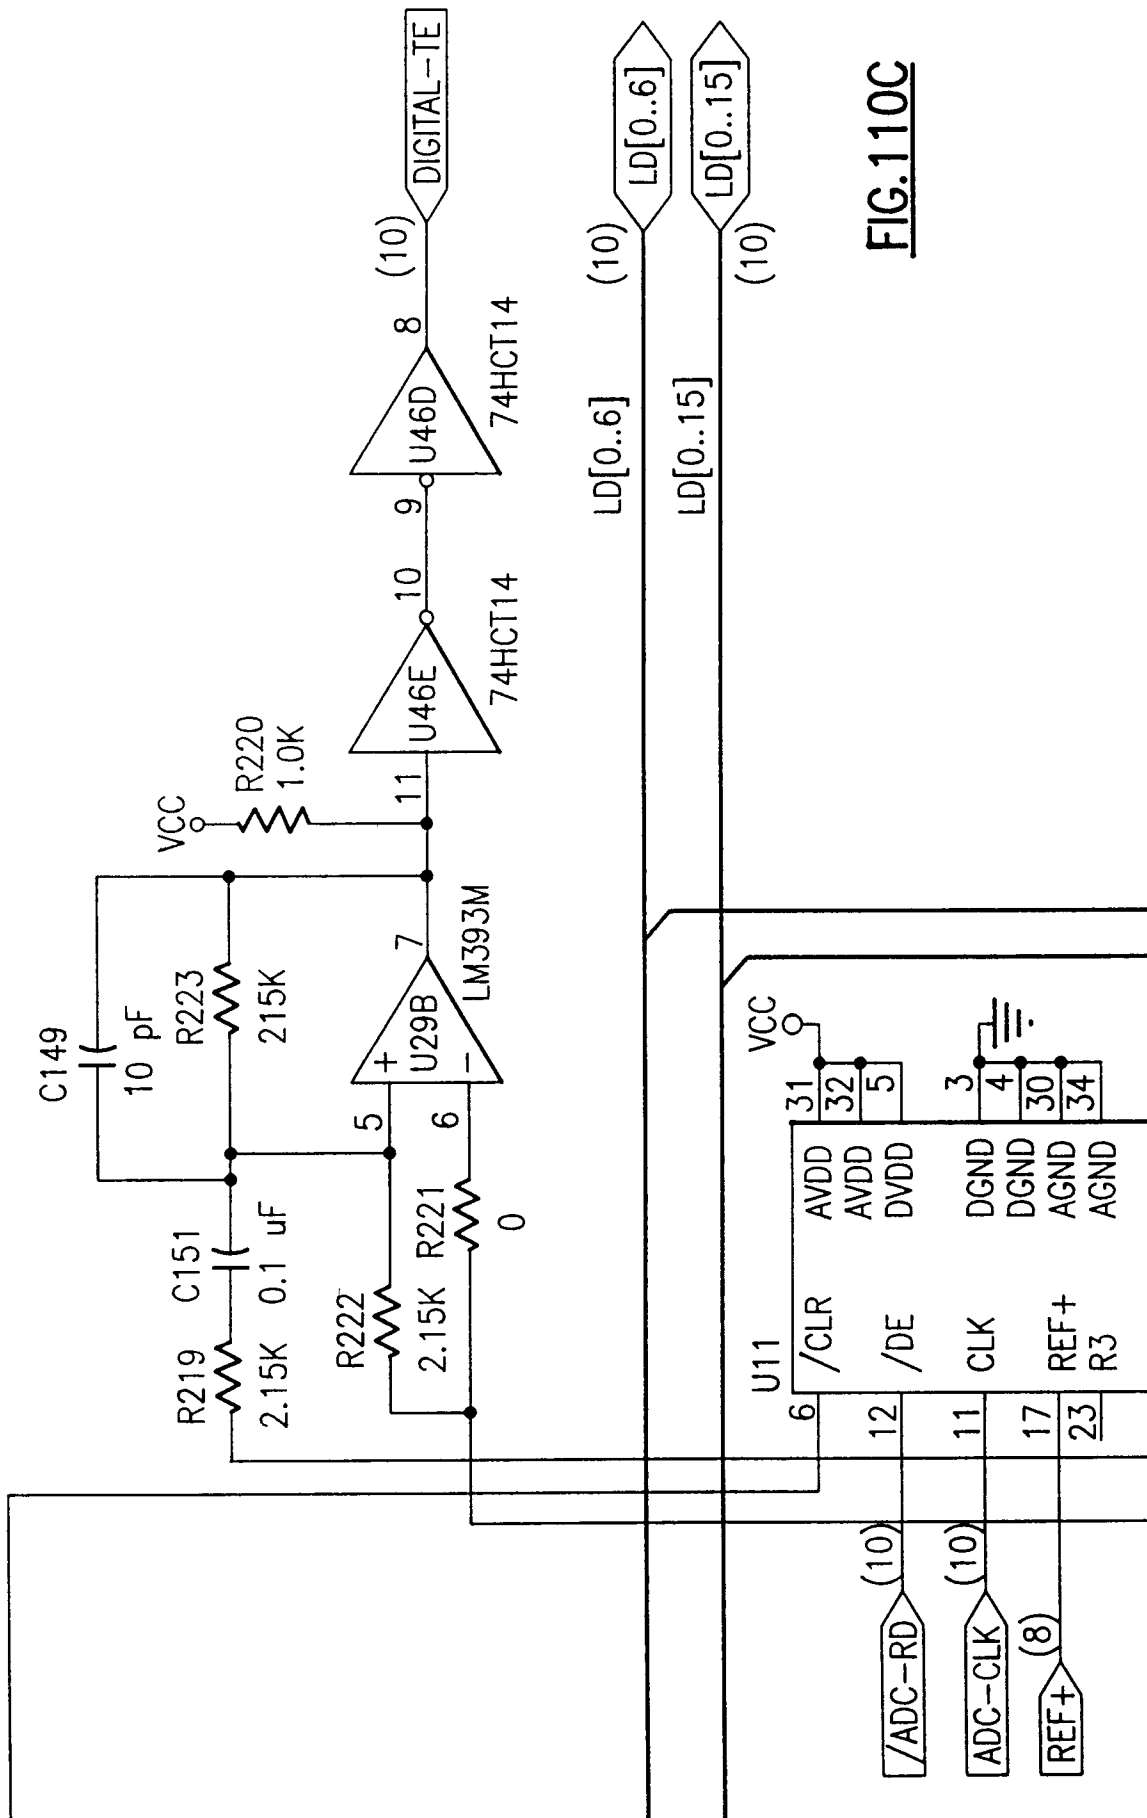 C149
10 pF
VCC
R220
1.0K
R223
215K
C151
0.1 uF
R219
2.15K
5
+
6
−
U29B
7
LM393M
R222
2.15K
R221
0
11
U46E
10
74HCT14
9
U46D
8
74HCT14
(10)
DIGITAL-TE
LD[0..6]
(10)
LD[0..6]
LD[0..15]
(10)
LD[0..15]
U11
6
/CLR
AVDD
31
VCC
AVDD
32
/ADC-RD
(10)
12
/DE
DVDD
5
ADC-CLK
(10)
11
CLK
DGND
3
DGND
4
REF+
(8)
17
REF+
AGND
30
23
R3
AGND
34
FIG.110C